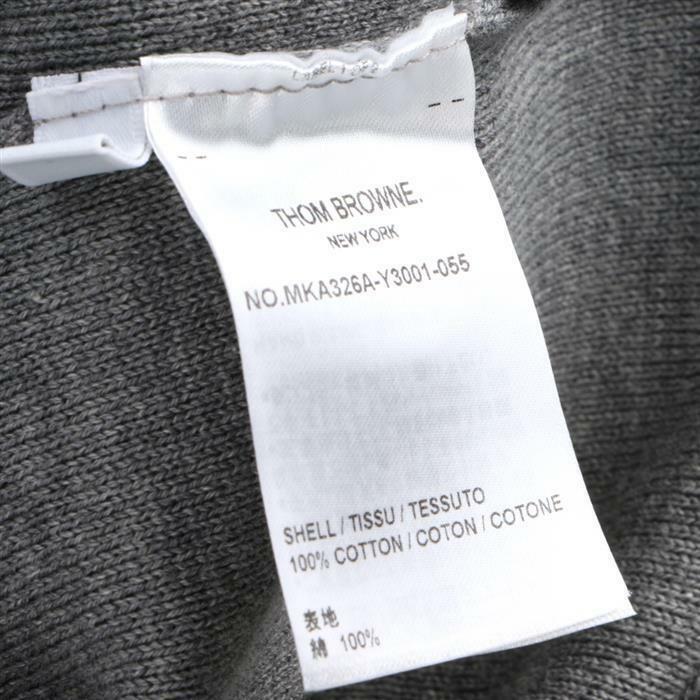 THOM BROWNE.
NEW YORK
NO.MKA326A-Y3001-055
SHELL / TISSU / TESSUTO
100% COTTON / COTON / COTONE
表地
綿 100%